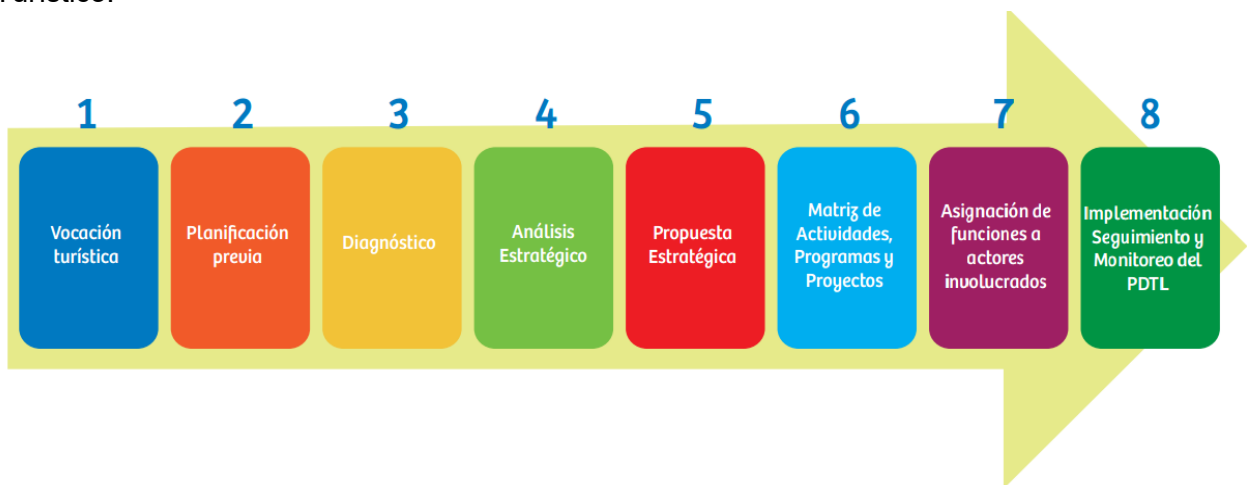 1
2
3
4
5
6
7
8
Vocación
turística
Planificación
previa
Diagnóstico
Análisis
Estratégico
Propuesta
Estratégica
Matriz de
Actividades,
Programas y
Proyectos
Asignación de
funciones a
actores
involucrados
Implementación
Seguimiento y
Monitoreo del
PDTL